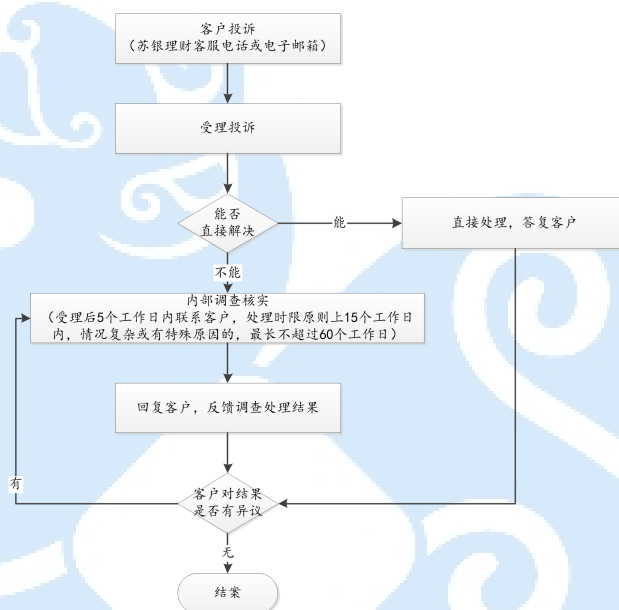 客户投诉
（苏银理财客服电话或电子邮箱）
受理投诉
能否
直接解决
能
直接处理，答复客户
不能
内部调查核实
（受理后5个工作日内联系客户，处理时限原则上15个工作日
内，情况复杂或有特殊原因的，最长不超过60个工作日）
回复客户，反馈调查处理结果
有
客户对结果
是否有异议
无
结案